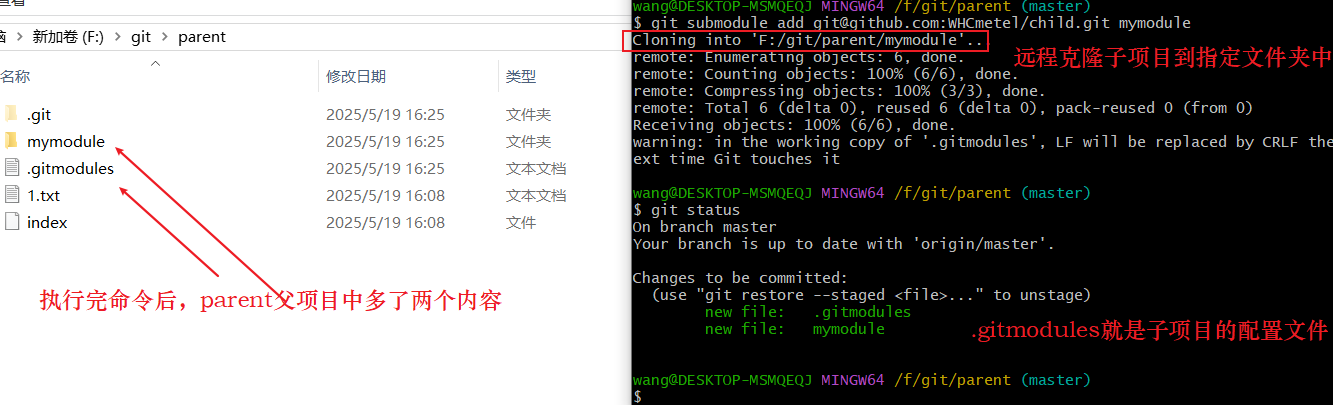 新加卷 (F:) > git > parent
名称 修改日期 类型
.git 2025/5/19 16:25 文件夹
mymodule 2025/5/19 16:25 文件夹
.gitmodules 2025/5/19 16:25 文本文档
1.txt 2025/5/19 16:08 文本文档
index 2025/5/19 16:08 文件
执行完命令后，parent父项目中多了两个内容
wang@DESKTOP-MSMQEQJ MINGW64 /f/git/parent (master)
$ git submodule add git@github.com:WHCmetel/child.git mymodule
Cloning into 'F:/git/parent/mymodule'..
远程克隆子项目到指定文件夹中
remote: Enumerating objects: 6, done.
remote: Counting objects: 100% (6/6), done.
remote: Compressing objects: 100% (3/3), done.
remote: Total 6 (delta 0), reused 6 (delta 0), pack-reused 0 (from 0)
Receiving objects: 100% (6/6), done.
warning: in the working copy of '.gitmodules', LF will be replaced by CRLF the
ext time Git touches it
wang@DESKTOP-MSMQEQJ MINGW64 /f/git/parent (master)
$ git status
On branch master
Your branch is up to date with 'origin/master'.
Changes to be committed:
(use "git restore --staged <file>..." to unstage)
new file: .gitmodules
new file: mymodule
.gitmodules就是子项目的配置文件
wang@DESKTOP-MSMQEQJ MINGW64 /f/git/parent (master)
$